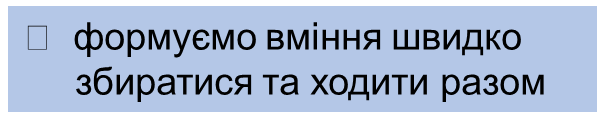 формуємо вміння швидко
збиратися та ходити разом